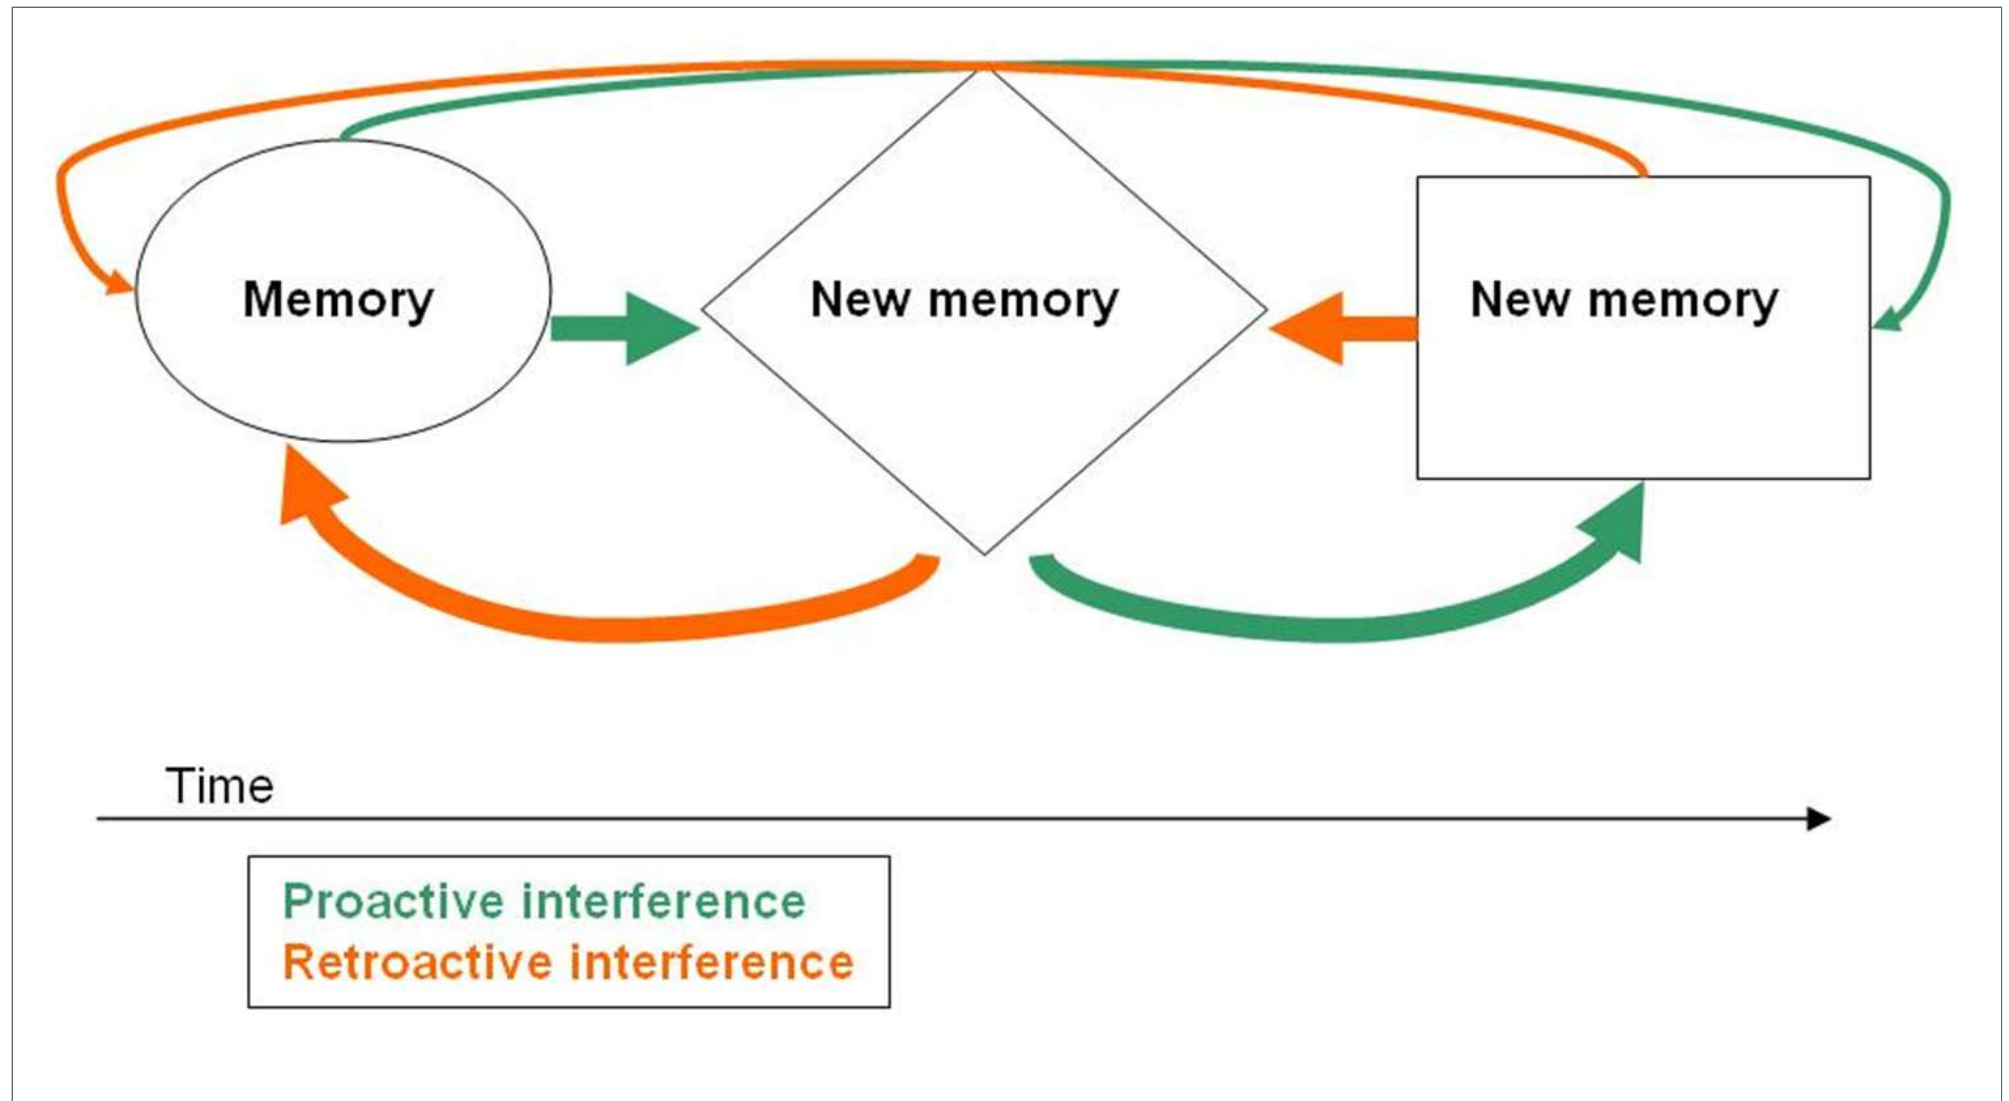 Memory
New memory
New memory
Time
Proactive interference
Retroactive interference